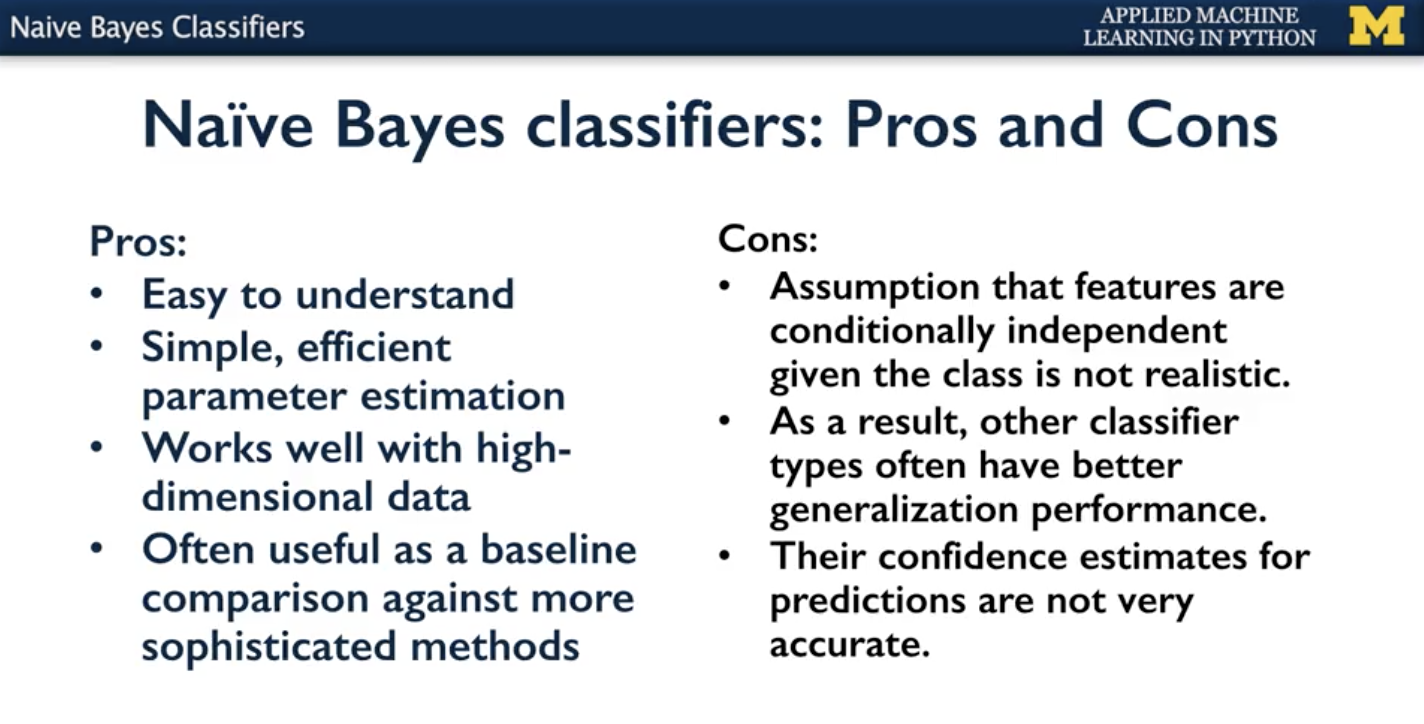 Naive Bayes Classifiers
APPLIED MACHINE
LEARNING IN PYTHON
M
Naïve Bayes classifiers: Pros and Cons
Pros:
• Easy to understand
• Simple, efficient
parameter estimation
• Works well with high-
dimensional data
• Often useful as a baseline
comparison against more
sophisticated methods
Cons:
• Assumption that features are
conditionally independent
given the class is not realistic.
• As a result, other classifier
types often have better
generalization performance.
• Their confidence estimates for
predictions are not very
accurate.